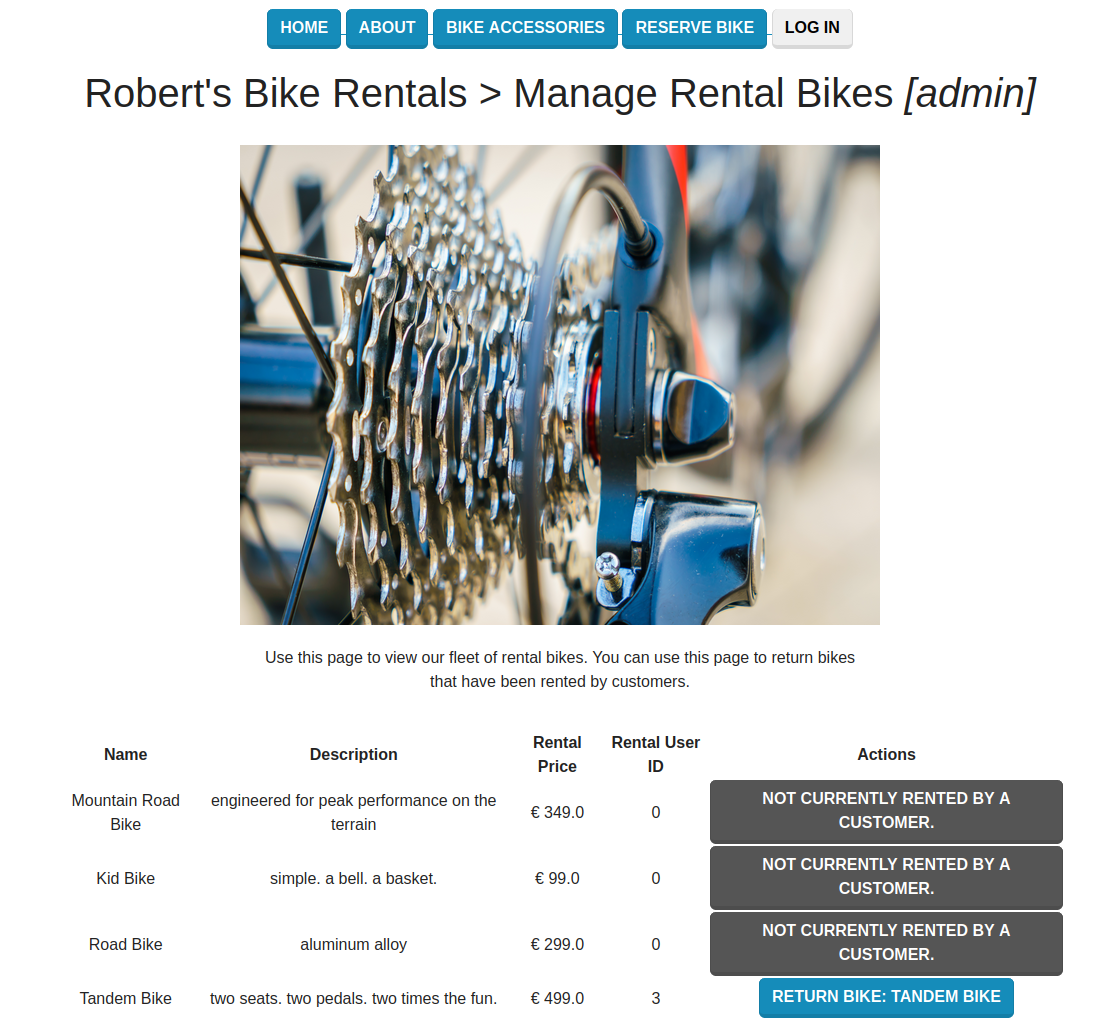 HOME ABOUT BIKE ACCESSORIES RESERVE BIKE LOG IN
Robert's Bike Rentals > Manage Rental Bikes [admin]
Use this page to view our fleet of rental bikes. You can use this page to return bikes
that have been rented by customers.
Name Description Rental Price Rental User ID Actions
Mountain Road Bike engineered for peak performance on the terrain € 349.0 0 NOT CURRENTLY RENTED BY A CUSTOMER.
Kid Bike simple. a bell. a basket. € 99.0 0 NOT CURRENTLY RENTED BY A CUSTOMER.
Road Bike aluminum alloy € 299.0 0 NOT CURRENTLY RENTED BY A CUSTOMER.
Tandem Bike two seats. two pedals. two times the fun. € 499.0 3 RETURN BIKE: TANDEM BIKE